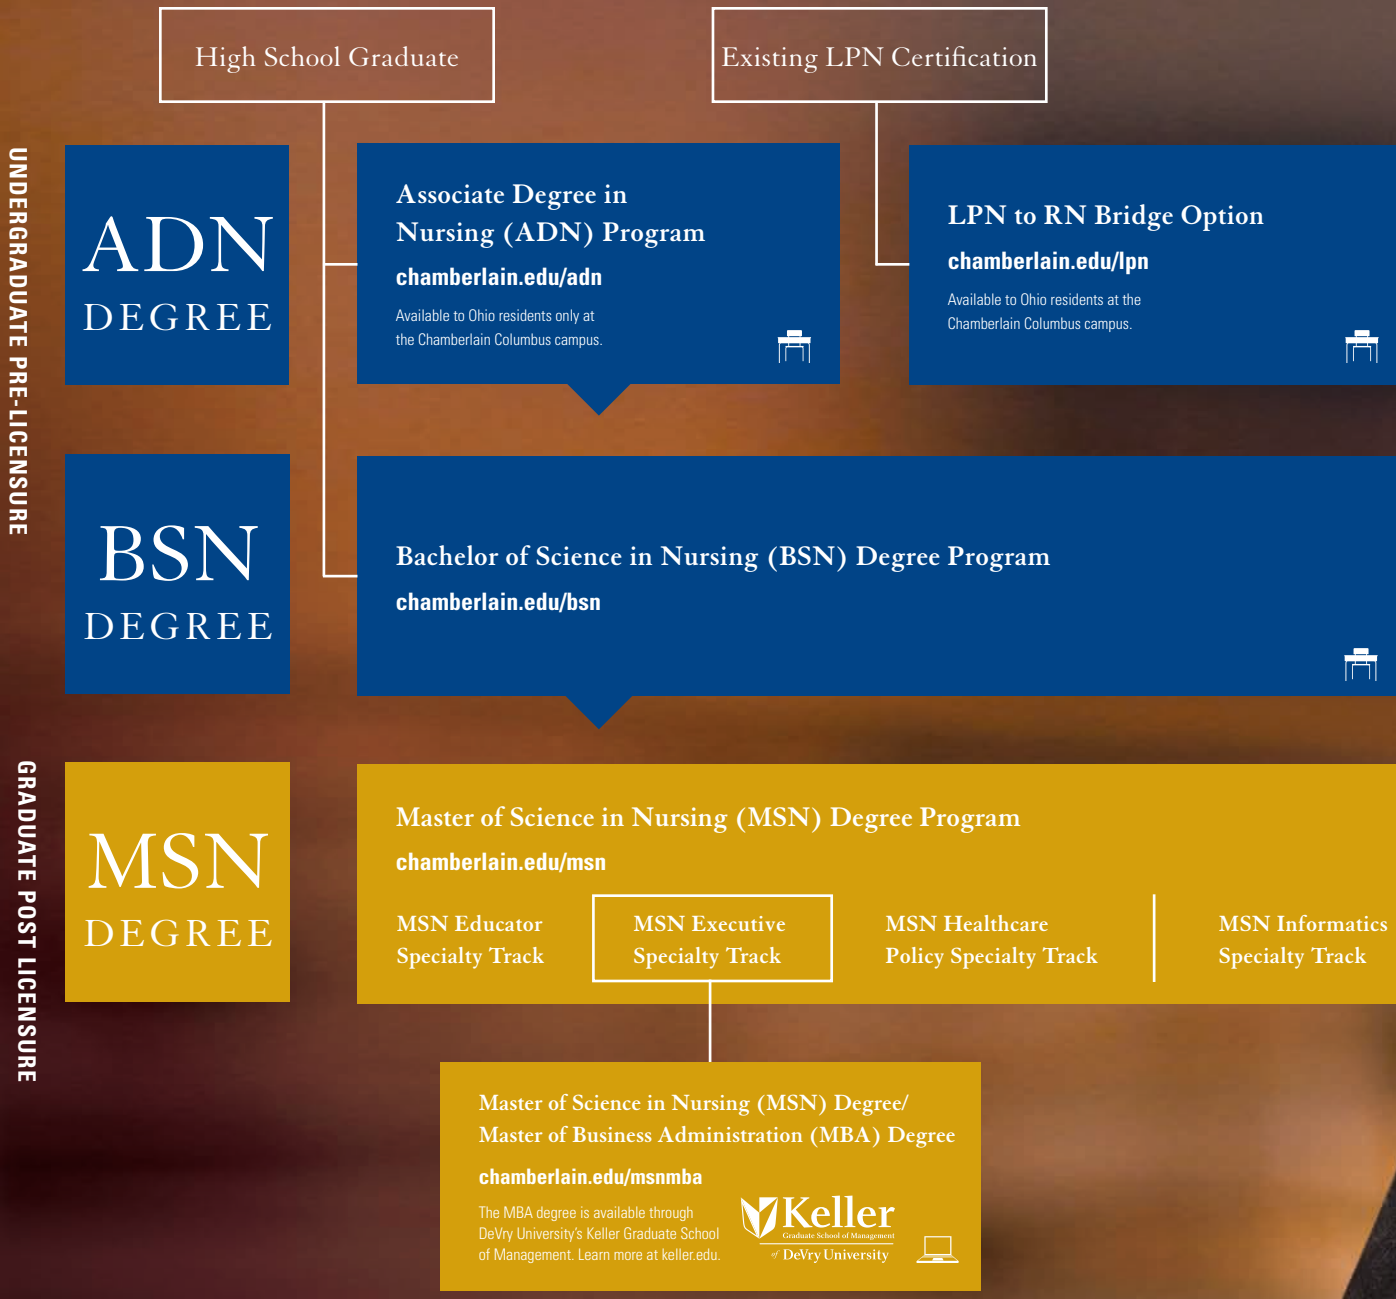 High School Graduate
Existing LPN Certification
UNDERGRADUATE PRE-LICENSURE
ADN
DEGREE
Associate Degree in
Nursing (ADN) Program
chamberlain.edu/adn
Available to Ohio residents only at
the Chamberlain Columbus campus.
LPN to RN Bridge Option
chamberlain.edu/lpn
Available to Ohio residents at the
Chamberlain Columbus campus.
BSN
DEGREE
Bachelor of Science in Nursing (BSN) Degree Program
chamberlain.edu/bsn
GRADUATE POST LICENSURE
MSN
DEGREE
Master of Science in Nursing (MSN) Degree Program
chamberlain.edu/msn
MSN Educator
Specialty Track
MSN Executive
Specialty Track
MSN Healthcare
Policy Specialty Track
MSN Informatics
Specialty Track
Master of Science in Nursing (MSN) Degree/
Master of Business Administration (MBA) Degree
chamberlain.edu/msnmba
The MBA degree is available through
DeVry University's Keller Graduate School
of Management. Learn more at keller.edu.
Keller
Graduate School of Management
of DeVry University